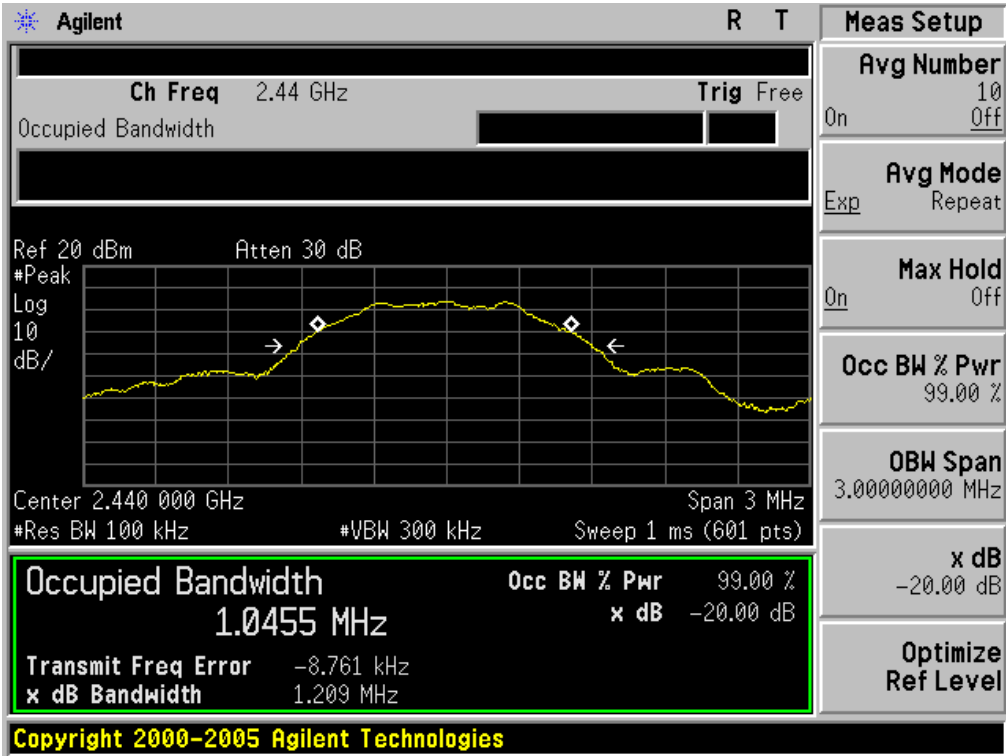 Agilent R T
Ch Freq 2.44 GHz Trig Free
Occupied Bandwidth
Ref 20 dBm Atten 30 dB
#Peak
Log
10
dB/
Center 2.440 000 GHz Span 3 MHz
#Res BW 100 kHz #VBW 300 kHz Sweep 1 ms (601 pts)
Occupied Bandwidth Occ BW % Pwr 99.00 %
1.0455 MHz x dB -20.00 dB
Transmit Freq Error -8.761 kHz
x dB Bandwidth 1.209 MHz
Copyright 2000-2005 Agilent Technologies
Meas Setup
Avg Number
10
On Off
Avg Mode
Exp Repeat
Max Hold
On Off
Occ BW % Pwr
99.00 %
OBW Span
3.00000000 MHz
x dB
-20.00 dB
Optimize
Ref Level